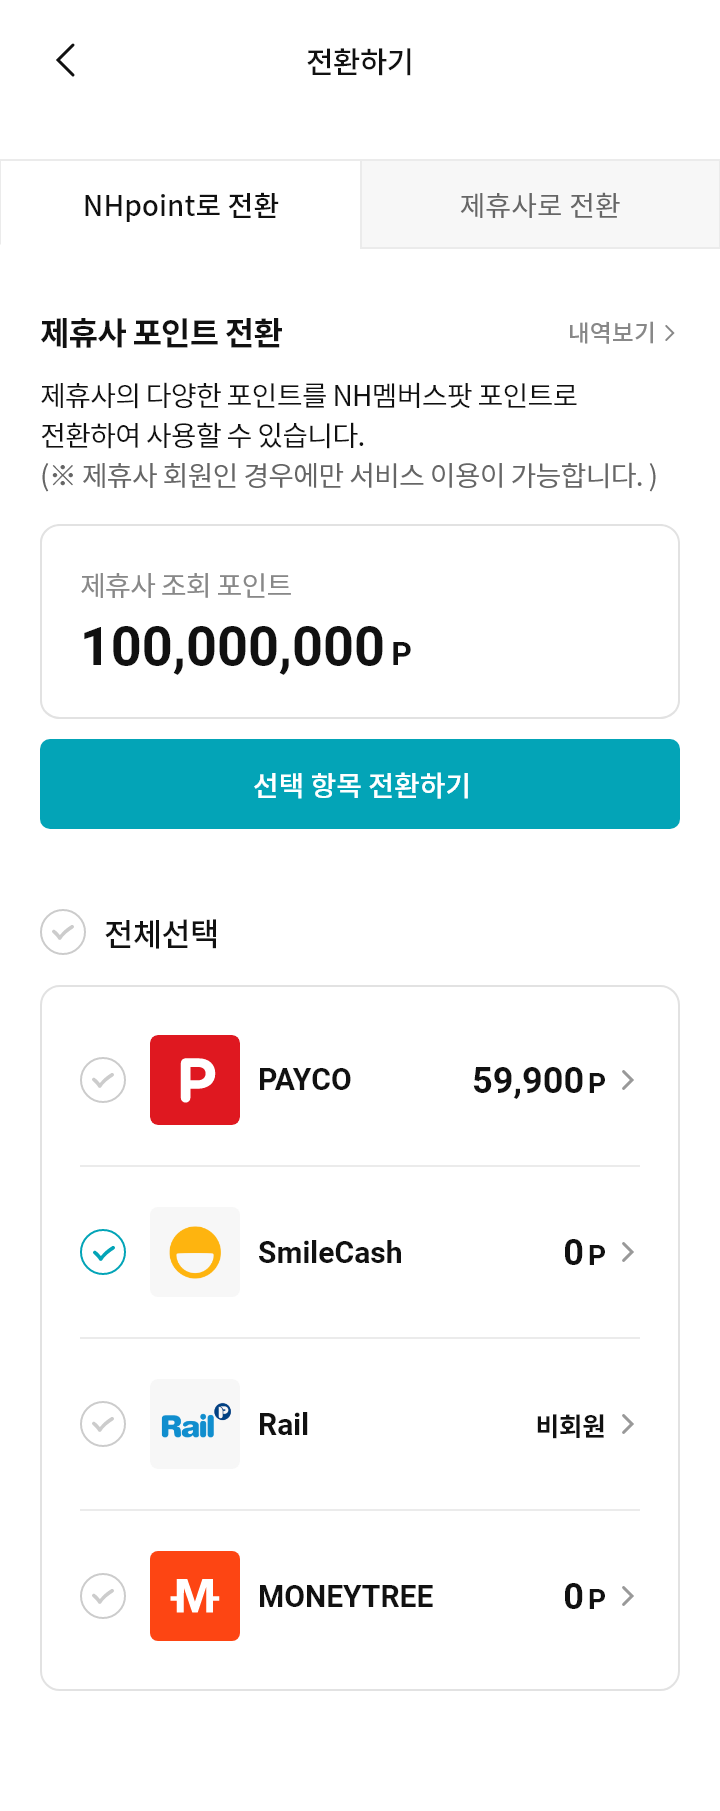 전환하기
NHpoint로 전환
제휴사로 전환
제휴사 포인트 전환
내역보기
제휴사의 다양한 포인트를 NH멤버스팟 포인트로
전환하여 사용할 수 있습니다.
(※ 제휴사 회원인 경우에만 서비스 이용이 가능합니다. )
제휴사 조회 포인트
100,000,000 P
선택 항목 전환하기
전체선택
P PAYCO 59,900 P
SmileCash 0 P
Rail P Rail 비회원
M MONEYTREE 0 P